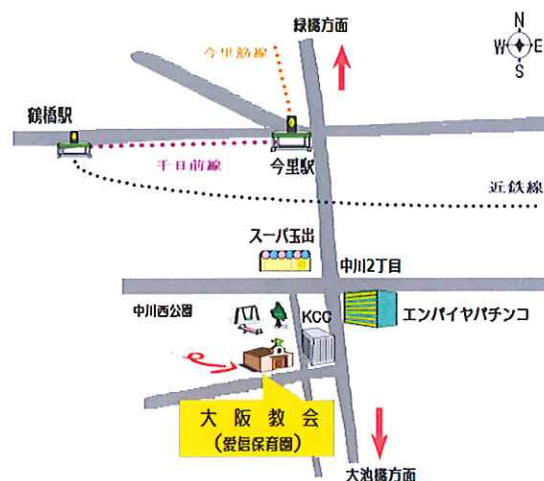 緑橋方面
N
W E
S
今里筋線
鶴橋駅
千日前線
今里駅
近鉄線
スーパ玉出
中川2丁目
中川西公園
KCC
エンパイヤパチンコ
大阪教会
(愛信保育園)
大池橋方面